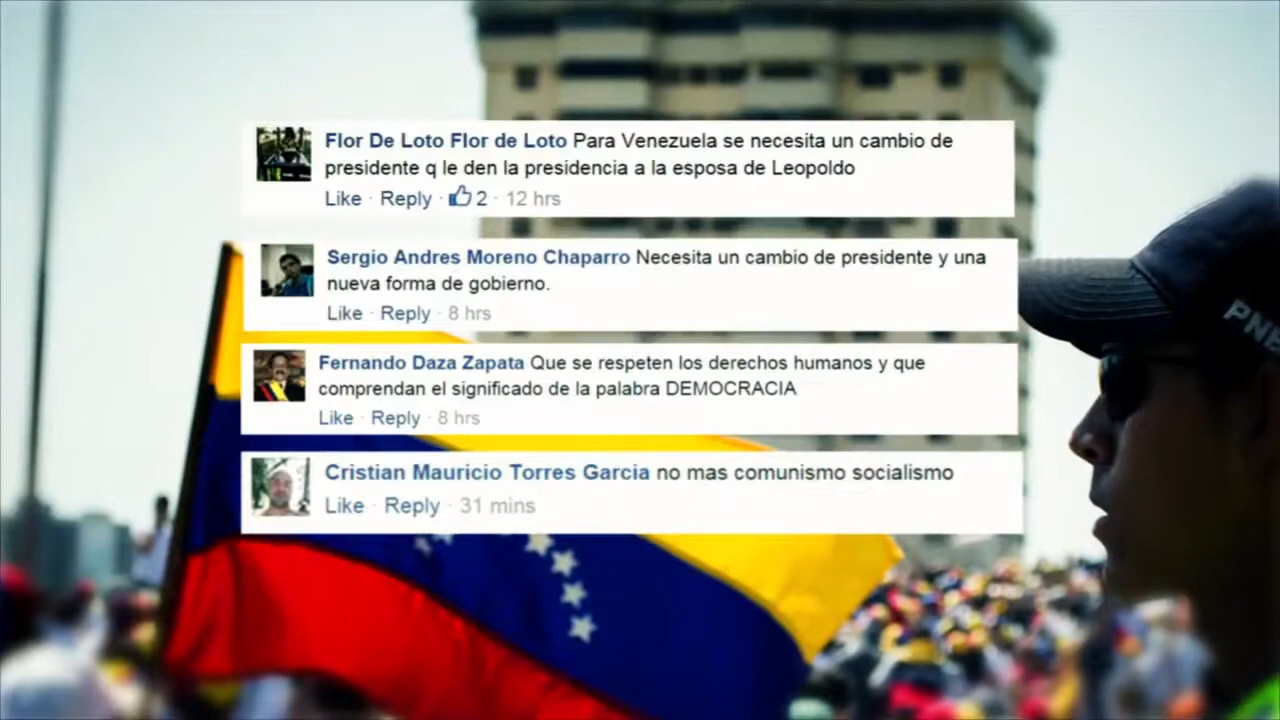 Flor De Loto Flor de Loto Para Venezuela se necesita un cambio de
presidente q le den la presidencia a la esposa de Leopoldo
Like · Reply · 2 · 12 hrs
Sergio Andres Moreno Chaparro Necesita un cambio de presidente y una
nueva forma de gobierno.
Like · Reply · 8 hrs
Fernando Daza Zapata Que se respeten los derechos humanos y que
comprendan el significado de la palabra DEMOCRACIA
Like · Reply · 8 hrs
Cristian Mauricio Torres Garcia no mas comunismo socialismo
Like · Reply · 31 mins
PNB